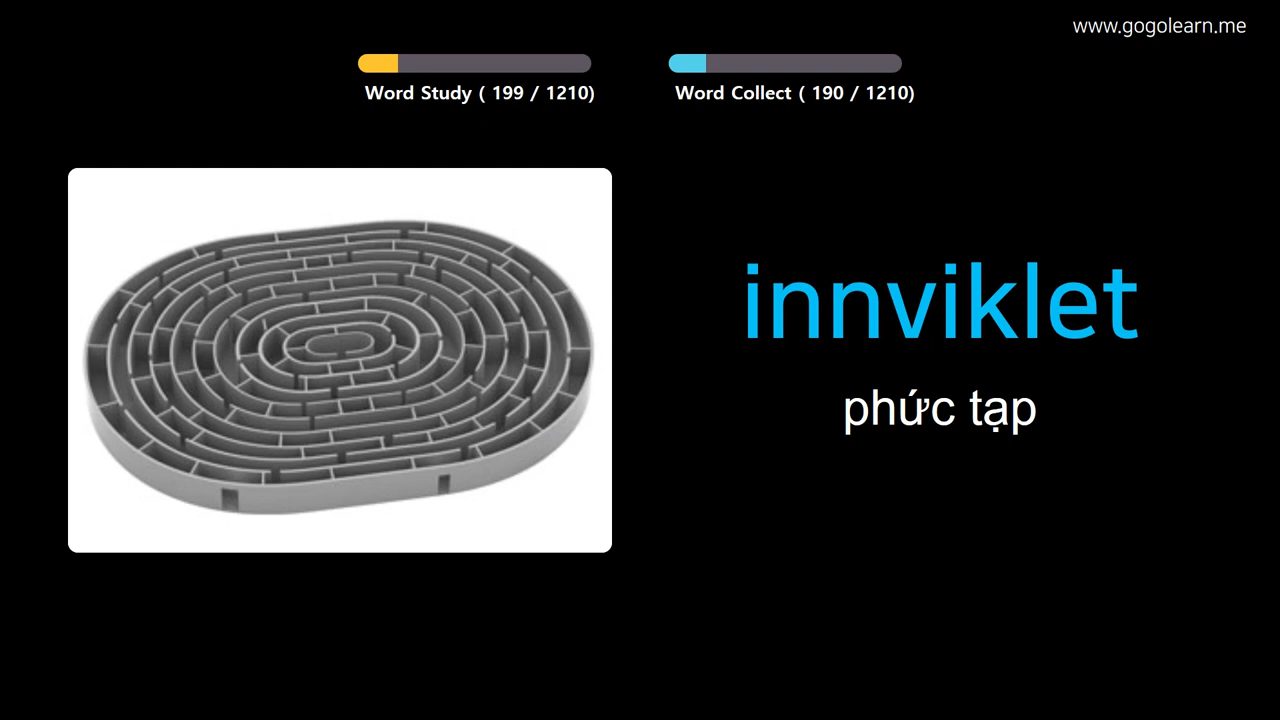 www.gogolearn.me
Word Study ( 199 / 1210)
Word Collect ( 190 / 1210)
innviklet
phức tạp